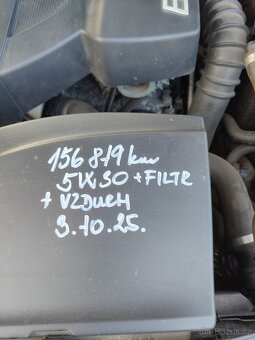 156 819 km
5W30 + FILTR
+ VZDUCH
3.10.25.